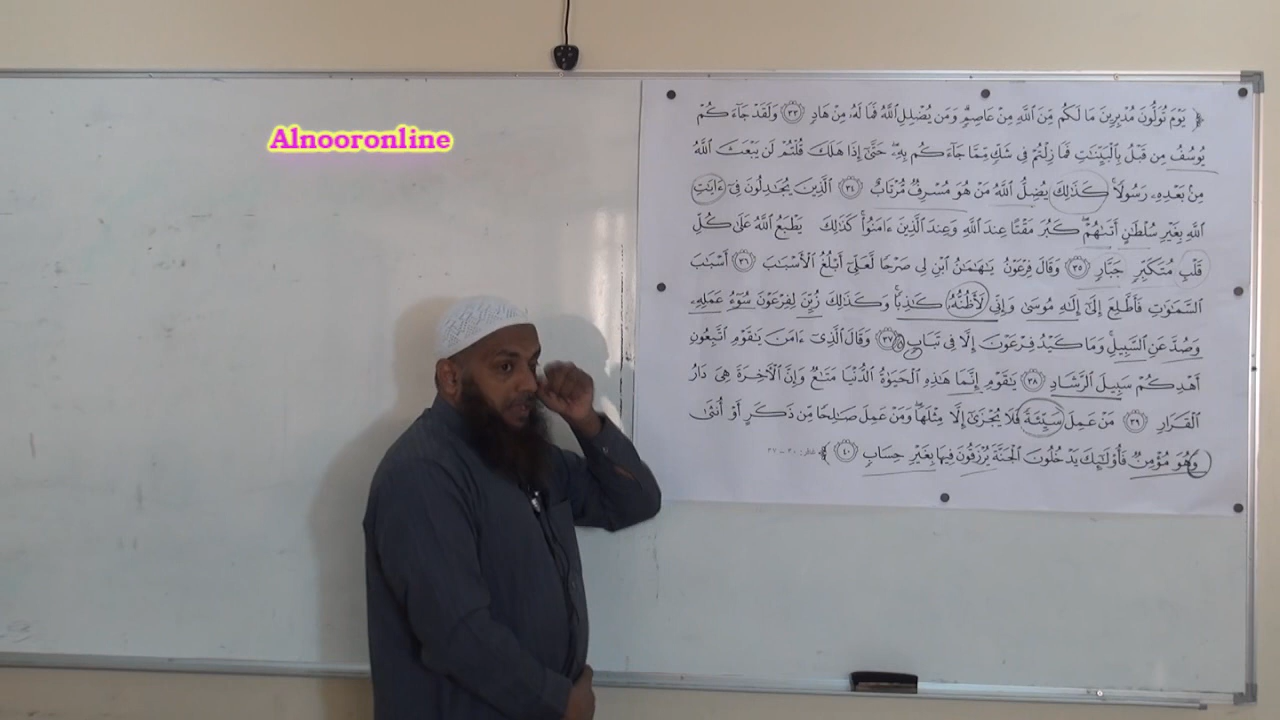 Alnooronline
﴿ يَوْمَ تُوَلُّونَ مُدْبِرِينَ مَا لَكُم مِّنَ ٱللَّهِ مِنْ عَاصِمٍ وَمَن يُضْلِلِ ٱللَّهُ فَمَا لَهُۥ مِنْ هَادٍ ٣٣ وَلَقَدْ جَآءَكُمْ
يُوسُفُ مِن قَبْلُ بِٱلْبَيِّنَٰتِ فَمَا زِلْتُمْ فِى شَكٍّ مِّمَّا جَآءَكُم بِهِۦ حَتَّىٰٓ إِذَا هَلَكَ قُلْتُمْ لَن يَبْعَثَ ٱللَّهُ
مِنۢ بَعْدِهِۦ رَسُولًا كَذَٰلِكَ يُضِلُّ ٱللَّهُ مَنْ هُوَ مُسْرِفٌ مُّرْتَابٌ ٣٤ ٱلَّذِينَ يُجَٰدِلُونَ فِىٓ ءَايَٰتِ
ٱللَّهِ بِغَيْرِ سُلْطَٰنٍ أَتَىٰهُمْ كَبُرَ مَقْتًا عِندَ ٱللَّهِ وَعِندَ ٱلَّذِينَ ءَامَنُوا۟ كَذَٰلِكَ يَطْبَعُ ٱللَّهُ عَلَىٰ كُلِّ
قَلْبِ مُتَكَبِّرٍ جَبَّارٍ ٣٥ وَقَالَ فِرْعَوْنُ يَٰهَٰمَٰنُ ٱبْنِ لِى صَرْحًا لَّعَلِّىٓ أَبْلُغُ ٱلْأَسْبَٰبَ ٣٦ أَسْبَٰبَ
ٱلسَّمَٰوَٰتِ فَأَطَّلِعَ إِلَىٰٓ إِلَٰهِ مُوسَىٰ وَإِنِّى لَأَظُنُّهُۥ كَٰذِبًا وَكَذَٰلِكَ زُيِّنَ لِفِرْعَوْنَ سُوٓءُ عَمَلِهِۦ
وَصُدَّ عَنِ ٱلسَّبِيلِ وَمَا كَيْدُ فِرْعَوْنَ إِلَّا فِى تَبَابٍ ٣٧ وَقَالَ ٱلَّذِىٓ ءَامَنَ يَٰقَوْمِ ٱتَّبِعُونِ
أَهْدِكُمْ سَبِيلَ ٱلرَّشَادِ ٣٨ يَٰقَوْمِ إِنَّمَا هَٰذِهِ ٱلْحَيَوٰةُ ٱلدُّنْيَا مَتَٰعٌ وَإِنَّ ٱلْءَاخِرَةَ هِىَ دَارُ
ٱلْقَرَارِ ٣٩ مَنْ عَمِلَ سَيِّئَةً فَلَا يُجْزَىٰٓ إِلَّا مِثْلَهَا وَمَنْ عَمِلَ صَٰلِحًا مِّن ذَكَرٍ أَوْ أُنثَىٰ
وَهُوَ مُؤْمِنٌ فَأُو۟لَٰٓئِكَ يَدْخُلُونَ ٱلْجَنَّةَ يُرْزَقُونَ فِيهَا بِغَيْرِ حِسَابٍ ٤٠ ﴾